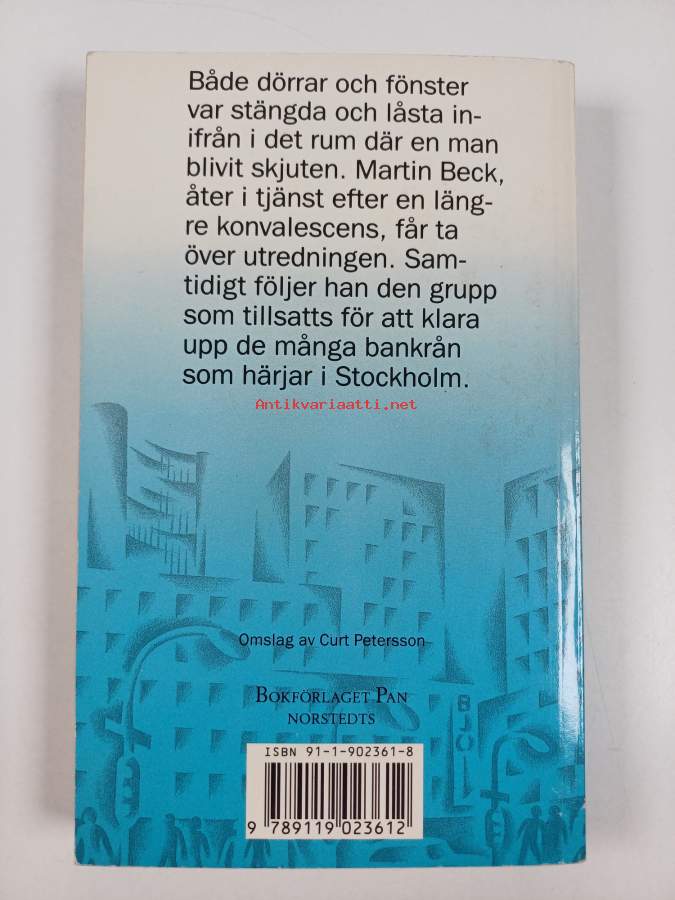 Både dörrar och fönster
var stängda och låsta in-
ifrån i det rum där en man
blivit skjuten. Martin Beck,
åter i tjänst efter en läng-
re konvalescens, får ta
över utredningen. Sam-
tidigt följer han den grupp
som tillsatts för att klara
upp de många bankrån
som härjar i Stockholm.
Antikvariaatti.net
Omslag av Curt Petersson
BOKFÖRLAGET PAN
NORSTEDTS
BJÖL
ISBN 91-1-902361-8
9 789119 023612